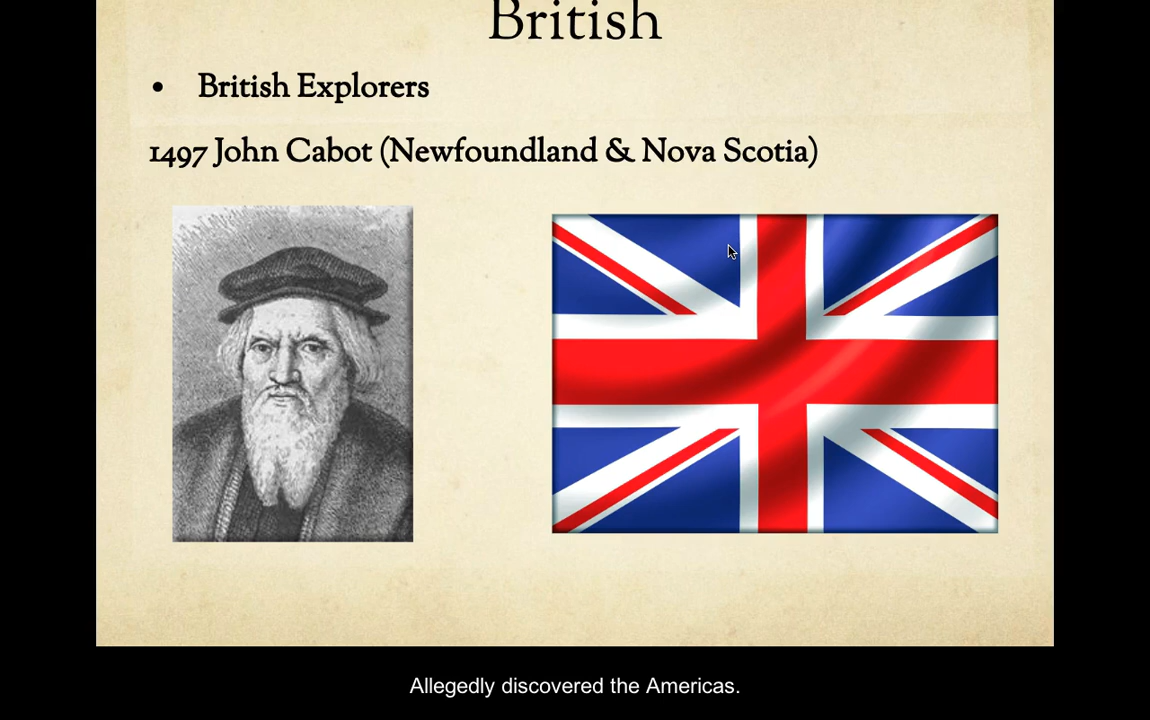 British
• British Explorers
1497 John Cabot (Newfoundland & Nova Scotia)
Allegedly discovered the Americas.